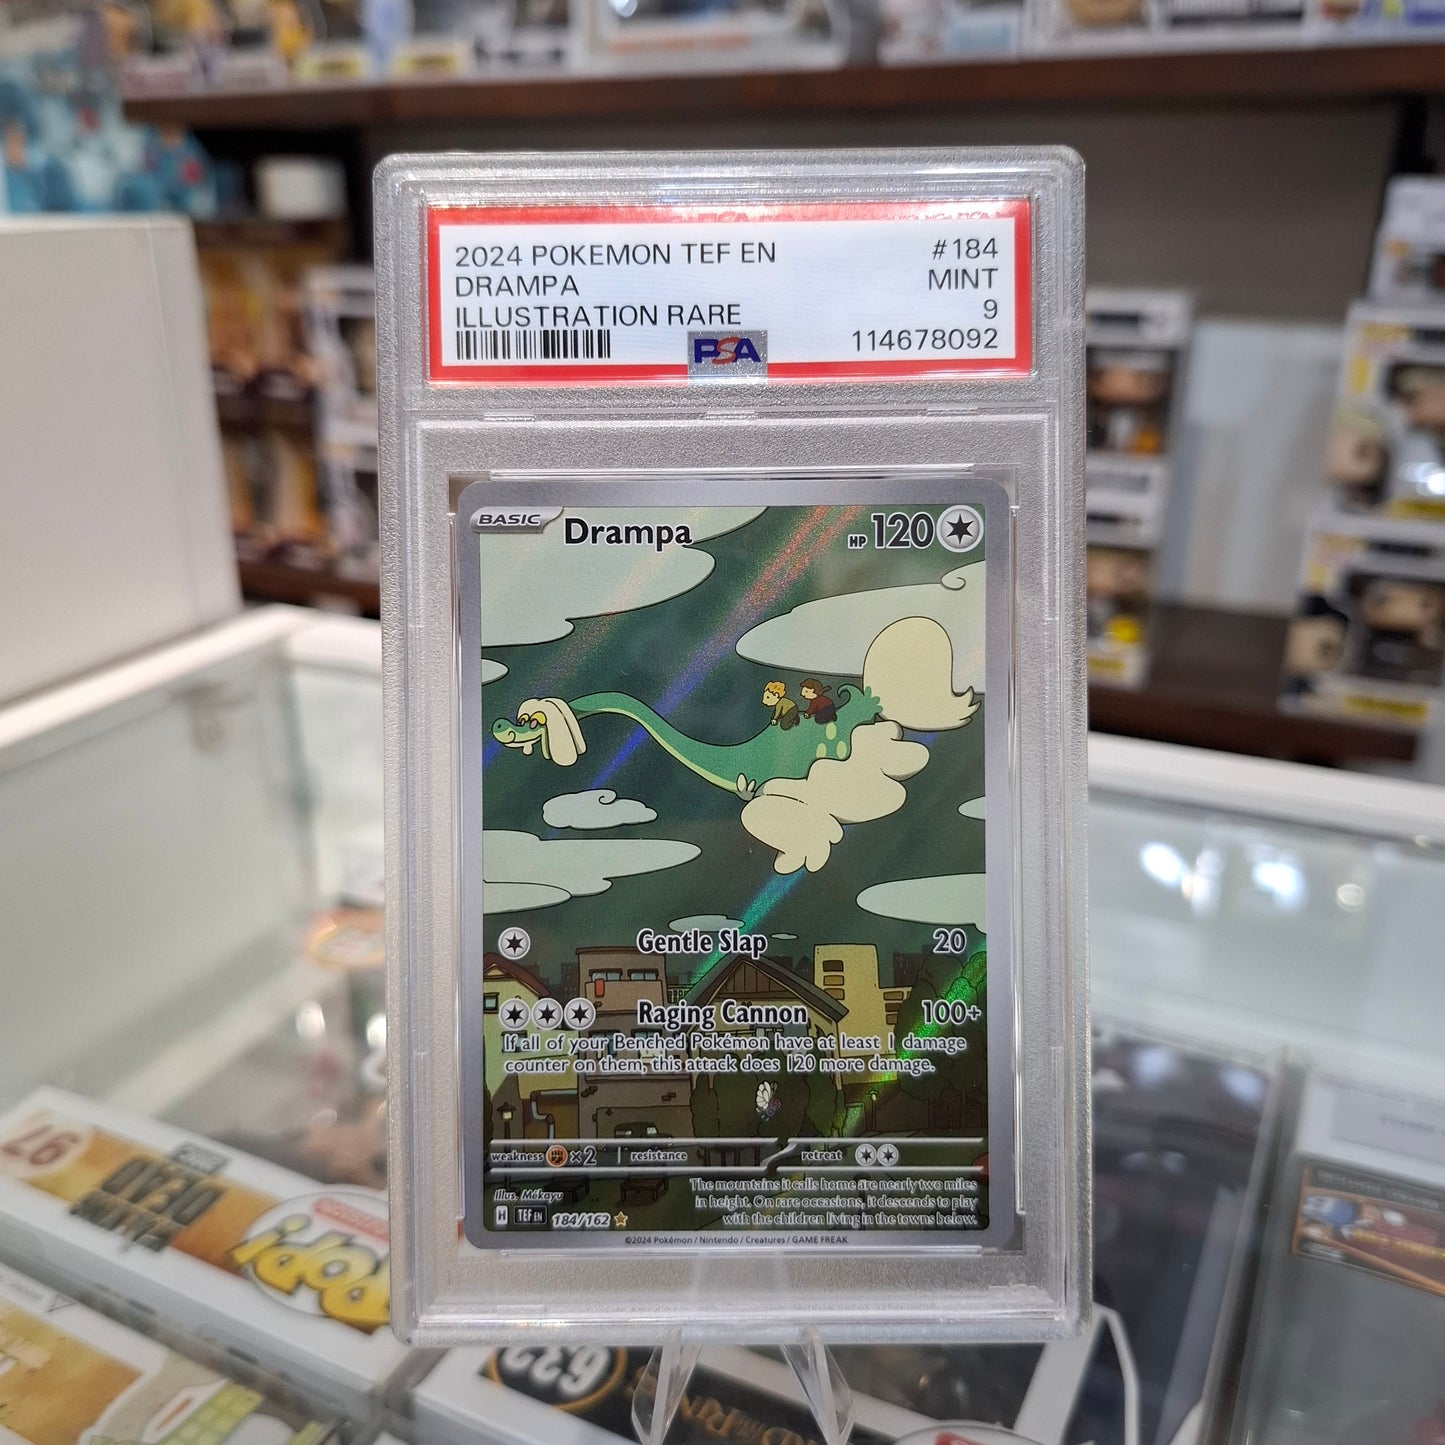 2024 POKEMON TEF EN #184
DRAMPA MINT
ILLUSTRATION RARE 9
PSA 114678092
BASIC Drampa HP 120
Gentle Slap 20
Raging Cannon 100+
If all of your Benched Pokémon have at least 1 damage
counter on them, this attack does 120 more damage.
weakness ×2 resistance retreat
Illus. Mékayu
The mountains it calls home are nearly two miles
in height. On rare occasions, it descends to play
with the children living in the towns below.
H TEF EN 184/162
©2024 Pokémon / Nintendo / Creatures / GAME FREAK
97
DEAD
POP!
633